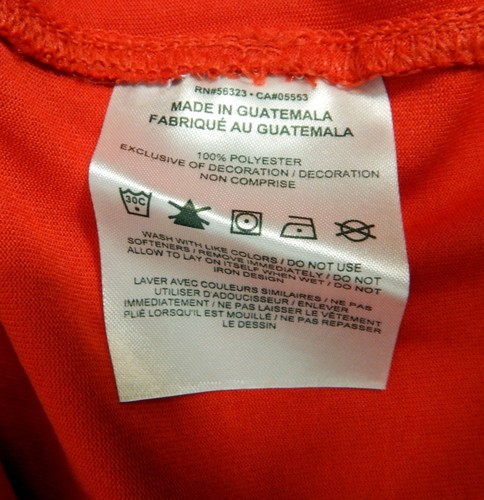 RN#56323 • CA#05553
MADE IN GUATEMALA
FABRIQUÉ AU GUATEMALA
100% POLYESTER
EXCLUSIVE OF DECORATION / DECORATION
NON COMPRISE
30C
WASH WITH LIKE COLORS / DO NOT USE
SOFTENERS / REMOVE IMMEDIATELY / DO NOT
ALLOW TO LAY ON ITSELF WHEN WET / DO NOT
IRON DESIGN
LAVER AVEC COULEURS SIMILAIRES / NE PAS
UTILISER D'ADOUCISSEUR / ENLEVER
IMMEDIATEMENT / NE PAS LAISSER LE VÊTEMENT
PLIÉ LORSQU'IL EST MOUILLÉ / NE PAS REPASSER
LE DESSIN